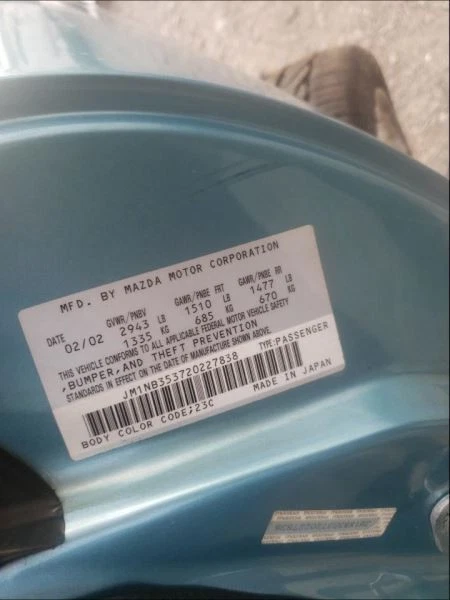 MFD. BY MAZDA MOTOR CORPORATION
DATE GVWR/PNBV GAWR/PNBE FRT GAWR/PNBE RR
02/02 2943 LB 1510 LB 1477 LB
1335 KG 685 KG 670 KG
THIS VEHICLE CONFORMS TO ALL APPLICABLE FEDERAL MOTOR VEHICLE SAFETY
,BUMPER,AND THEFT PREVENTION
STANDARDS IN EFFECT ON THE DATE OF MANUFACTURE SHOWN ABOVE.
JM1NB353720227838 TYPE:PASSENGER
BODY COLOR CODE;23C MADE IN JAPAN